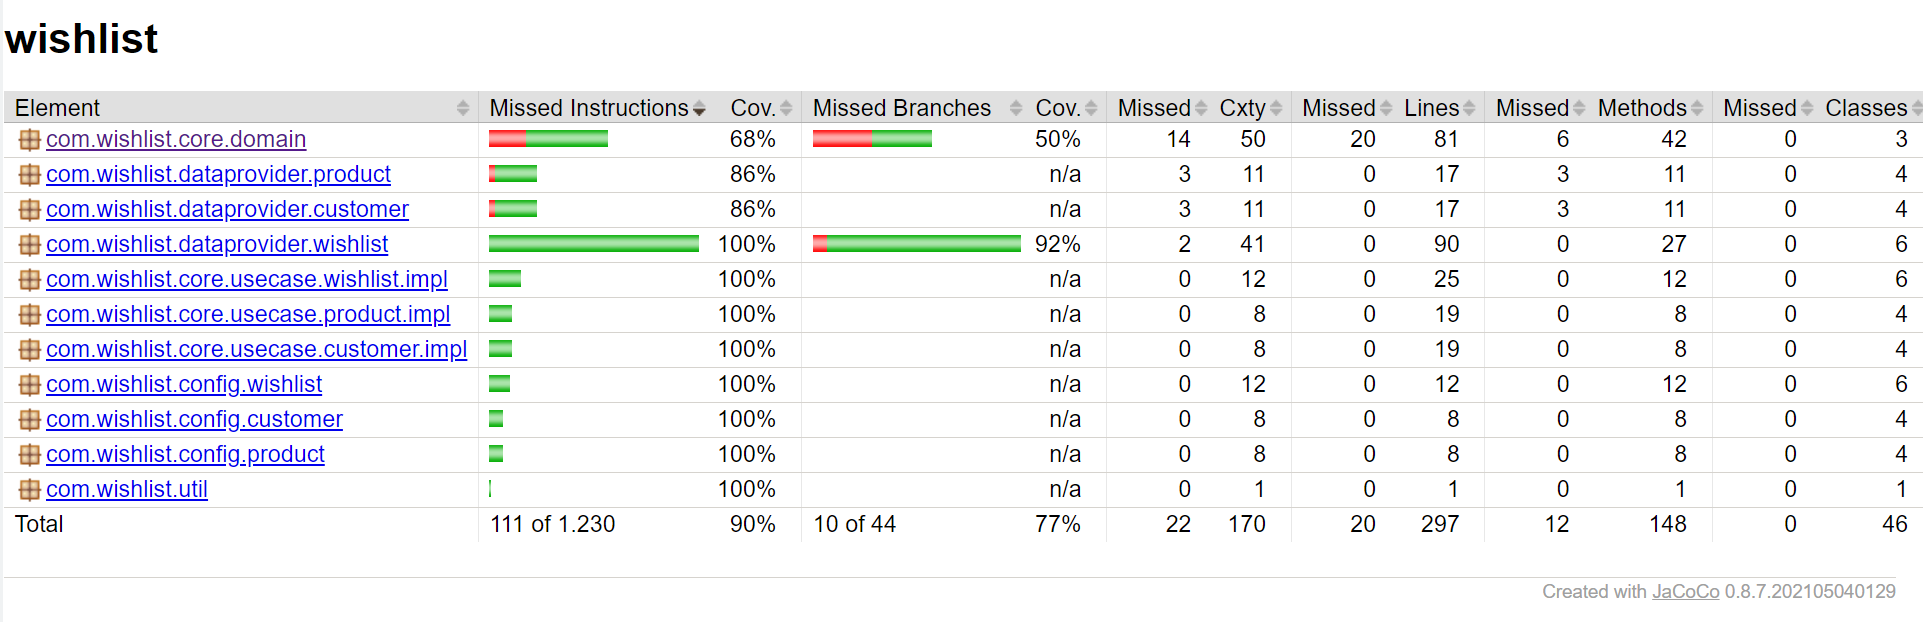 wishlist
Element Missed Instructions Cov. Missed Branches Cov. Missed Cxty Missed Lines Missed Methods Missed Classes
com.wishlist.core.domain 68% 50% 14 50 20 81 6 42 0 3
com.wishlist.dataprovider.product 86% n/a 3 11 0 17 3 11 0 4
com.wishlist.dataprovider.customer 86% n/a 3 11 0 17 3 11 0 4
com.wishlist.dataprovider.wishlist 100% 92% 2 41 0 90 0 27 0 6
com.wishlist.core.usecase.wishlist.impl 100% n/a 0 12 0 25 0 12 0 6
com.wishlist.core.usecase.product.impl 100% n/a 0 8 0 19 0 8 0 4
com.wishlist.core.usecase.customer.impl 100% n/a 0 8 0 19 0 8 0 4
com.wishlist.config.wishlist 100% n/a 0 12 0 12 0 12 0 6
com.wishlist.config.customer 100% n/a 0 8 0 8 0 8 0 4
com.wishlist.config.product 100% n/a 0 8 0 8 0 8 0 4
com.wishlist.util 100% n/a 0 1 0 1 0 1 0 1
Total 111 of 1.230 90% 10 of 44 77% 22 170 20 297 12 148 0 46
Created with JaCoCo 0.8.7.202105040129